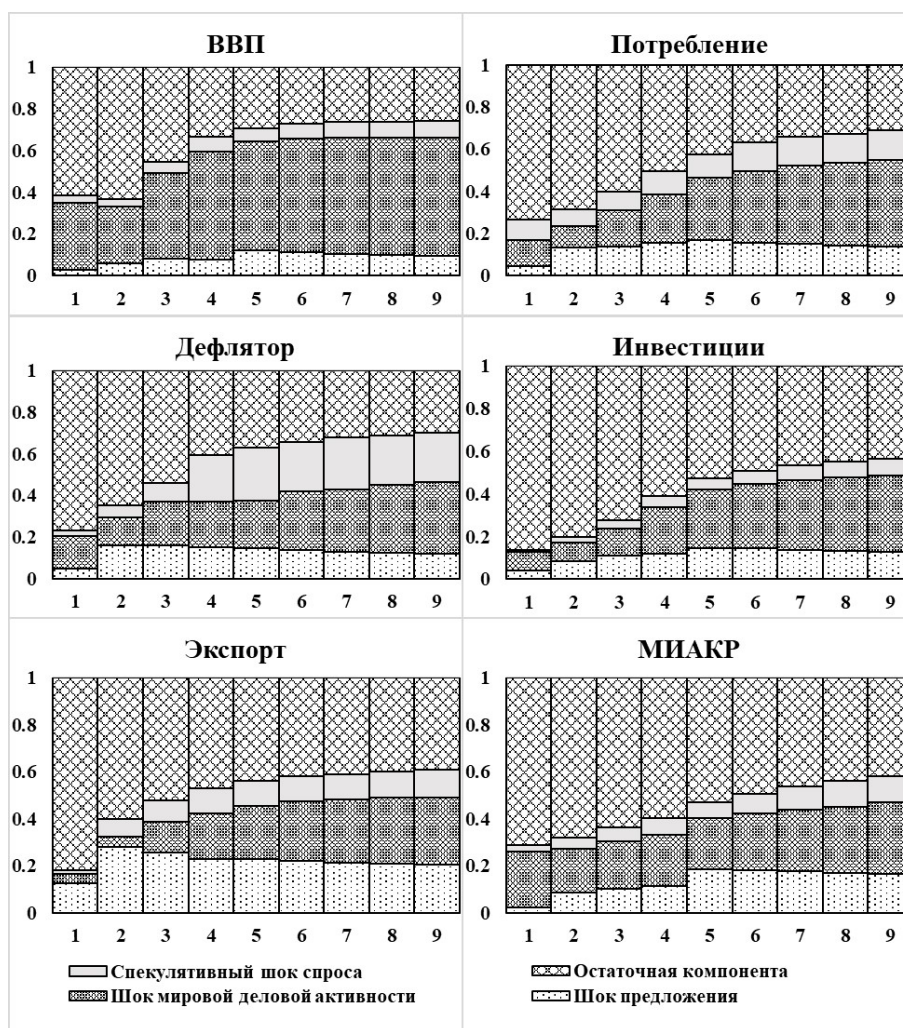 ВВП
1
0.8
0.6
0.4
0.2
0
1 2 3 4 5 6 7 8 9
Потребление
1
0.8
0.6
0.4
0.2
0
1 2 3 4 5 6 7 8 9
Дефлятор
1
0.8
0.6
0.4
0.2
0
1 2 3 4 5 6 7 8 9
Инвестиции
1
0.8
0.6
0.4
0.2
0
1 2 3 4 5 6 7 8 9
Экспорт
1
0.8
0.6
0.4
0.2
0
1 2 3 4 5 6 7 8 9
МИАКР
1
0.8
0.6
0.4
0.2
0
1 2 3 4 5 6 7 8 9
Спекулятивный шок спроса
Шок мировой деловой активности
Остаточная компонента
Шок предложения